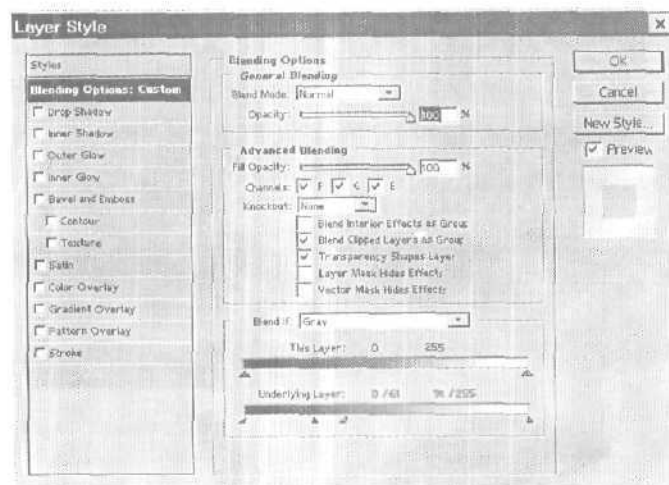 Layer Style
Styles
Blending Options: Custom
Drop Shadow
Inner Shadow
Outer Glow
Inner Glow
Bevel and Emboss
Contour
Texture
Satin
Color Overlay
Gradient Overlay
Pattern Overlay
Stroke
Blending Options
General Blending
Blend Mode: Normal
Opacity: 100 %
Advanced Blending
Fill Opacity: 100 %
Channels:
Knockout: None
Blend Interior Effects as Group
Blend Clipped Layers as Group
Transparency Shapes Layer
Layer Mask Hides Effects
Vector Mask Hides Effects
Blend If: Gray
This Layer: 0 255
Underlying Layer: 0 /61 /255
OK
Cancel
New Style...
Preview